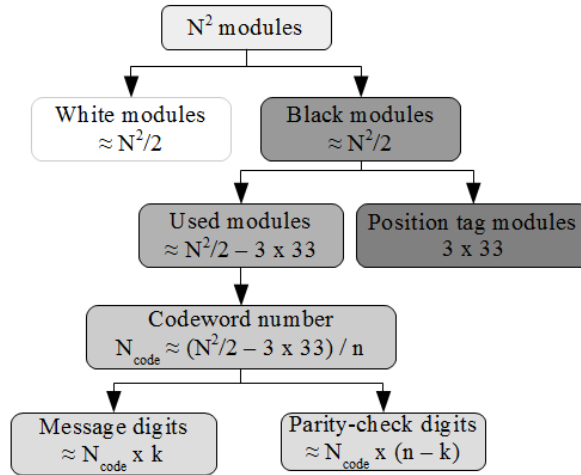 N² modules
White modules
≈ N²/2
Black modules
≈ N²/2
Used modules
≈ N²/2 – 3 x 33
Position tag modules
3 x 33
Codeword number
N_code ≈ (N²/2 – 3 x 33) / n
Message digits
≈ N_code x k
Parity-check digits
≈ N_code x (n – k)